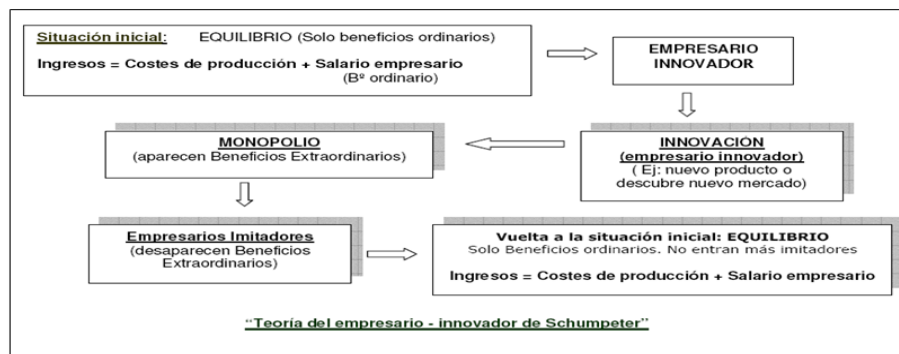 Situación inicial: EQUILIBRIO (Solo beneficios ordinarios)
Ingresos = Costes de producción + Salario empresario
(Bº ordinario)
EMPRESARIO
INNOVADOR
INNOVACIÓN
(empresario innovador)
( Ej: nuevo producto o
descubre nuevo mercado)
MONOPOLIO
(aparecen Beneficios Extraordinarios)
Empresarios Imitadores
(desaparecen Beneficios
Extraordinarios)
Vuelta a la situación inicial: EQUILIBRIO
Solo Beneficios ordinarios. No entran más imitadores
Ingresos = Costes de producción + Salario empresario
“Teoría del empresario - innovador de Schumpeter”